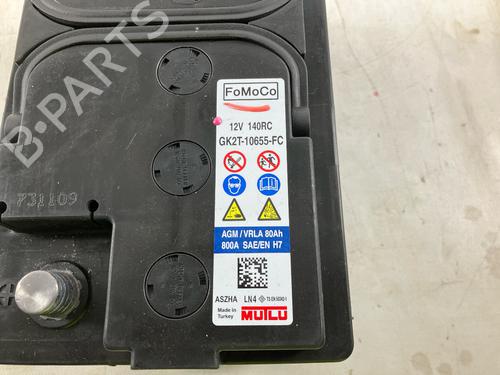 B-PARTS
FoMoCo
12V 140RC
GK2T-10655-FC
731109
AGM / VRLA 80Ah
800A SAE/EN H7
ASZHA LN4
Made in
Turkey
MUTLU